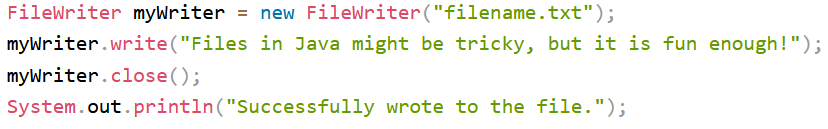 FileWriter myWriter = new FileWriter("filename.txt");
myWriter.write("Files in Java might be tricky, but it is fun enough!");
myWriter.close();
System.out.println("Successfully wrote to the file.");